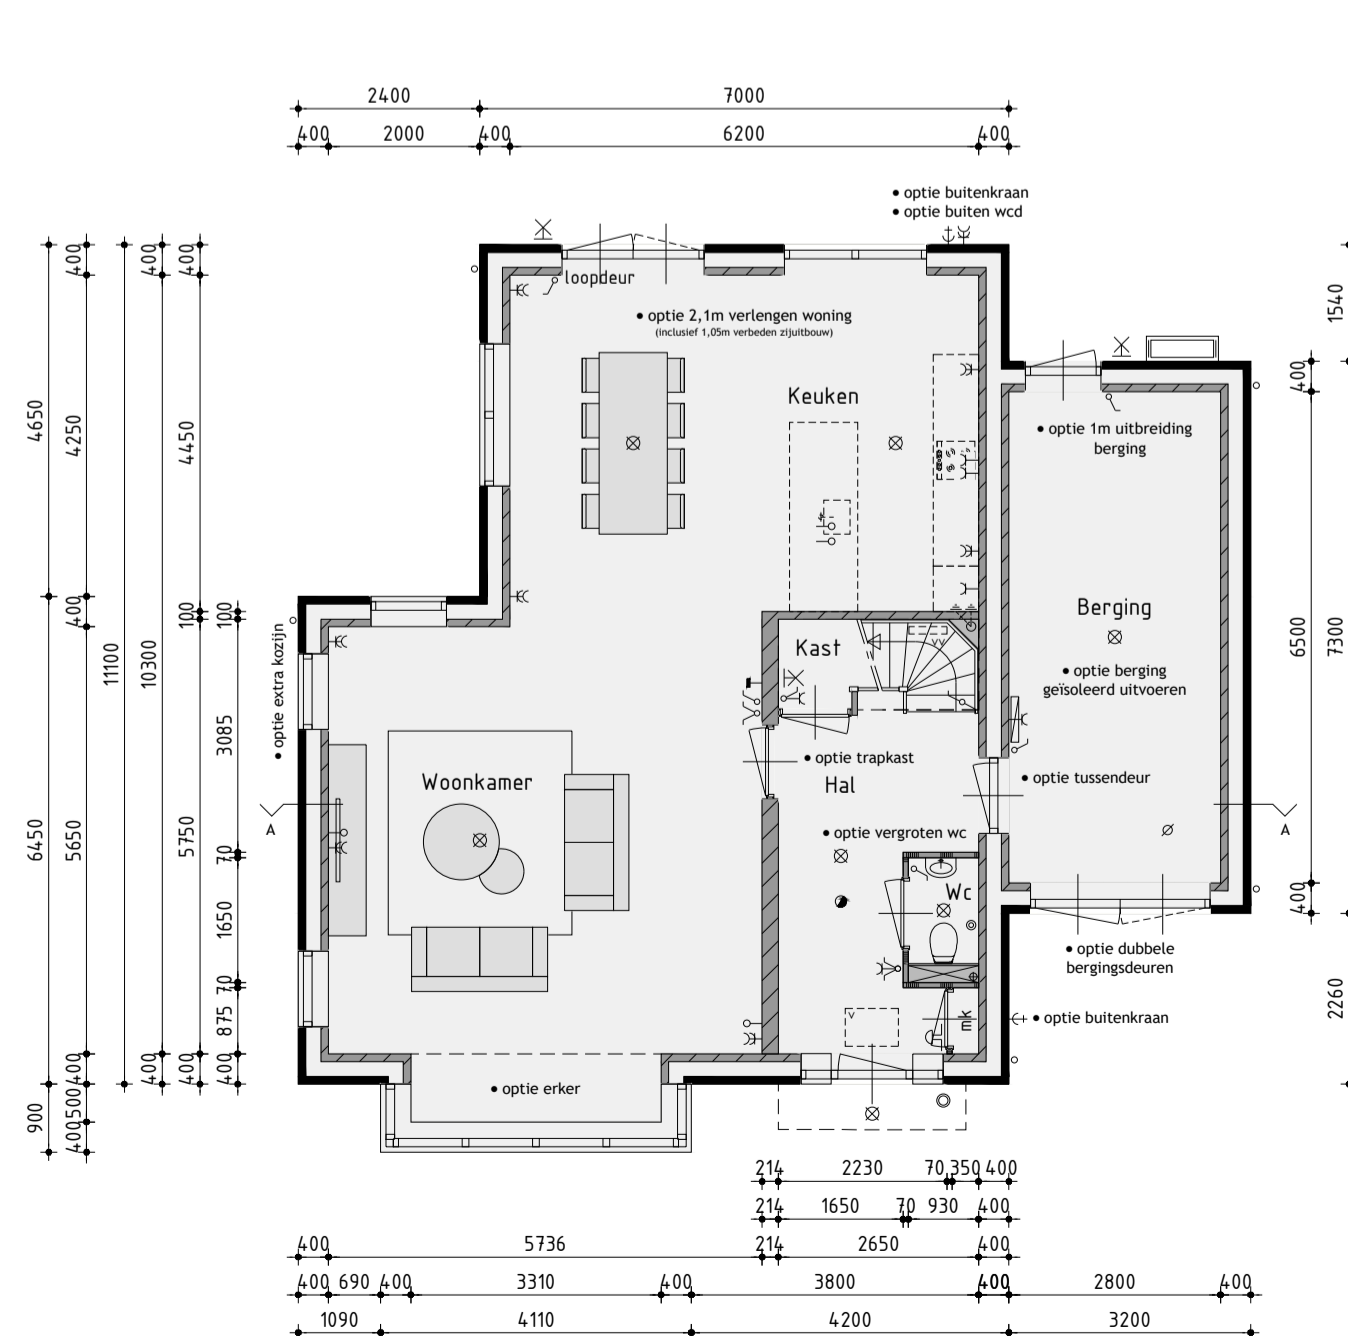 2400
7000
400
2000
400
6200
400
• optie buitenkraan
• optie buiten wcd
loopdeur
• optie 2,1m verlengen woning
(inclusief 1,05m verbeden zijuitbouw)
Keuken
• optie 1m uitbreiding
berging
Berging
• optie berging
geïsoleerd uitvoeren
Kast
• optie extra kozijn
• optie trapkast
• optie tussendeur
Woonkamer
Hal
A
A
• optie vergroten wc
Wc
• optie dubbele
bergingsdeuren
mk
• optie buitenkraan
• optie erker
4650
6450
900
400
4250
400
5650
400
500
400
11100
400
10300
400
400
4450
100
5750
400
100
3085
70
1650
70
875
400
400
6500
400
1540
7300
2260
214
2230
70
350
400
214
1650
70
930
400
400
5736
214
2650
400
400
690
400
3310
400
3800
400
2800
400
1090
4110
4200
3200